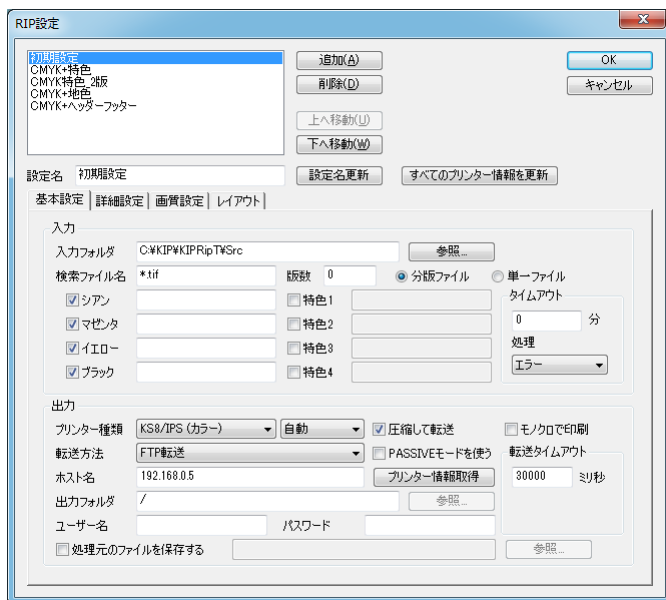 RIP設定
初期設定
CMYK+特色
CMYK特色_2版
CMYK+地色
CMYK+ヘッダーフッター
追加(A)
削除(D)
上へ移動(U)
下へ移動(W)
OK
キャンセル
設定名 初期設定 設定名更新 すべてのプリンター情報を更新
基本設定 詳細設定 画質設定 レイアウト
入力
入力フォルダ C:¥KIP¥KIPRipT¥Src 参照...
検索ファイル名 *.tif 版数 0 分版ファイル 単一ファイル
シアン 特色1 タイムアウト
マゼンタ 特色2 0 分
イエロー 特色3 処理
ブラック 特色4 エラー
出力
プリンター種類 KS8/IPS (カラー) 自動 圧縮して転送 モノクロで印刷
転送方法 FTP転送 PASSIVEモードを使う 転送タイムアウト
ホスト名 192.168.0.5 プリンター情報取得 30000 ミリ秒
出力フォルダ / 参照...
ユーザー名 パスワード
処理元のファイルを保存する 参照...